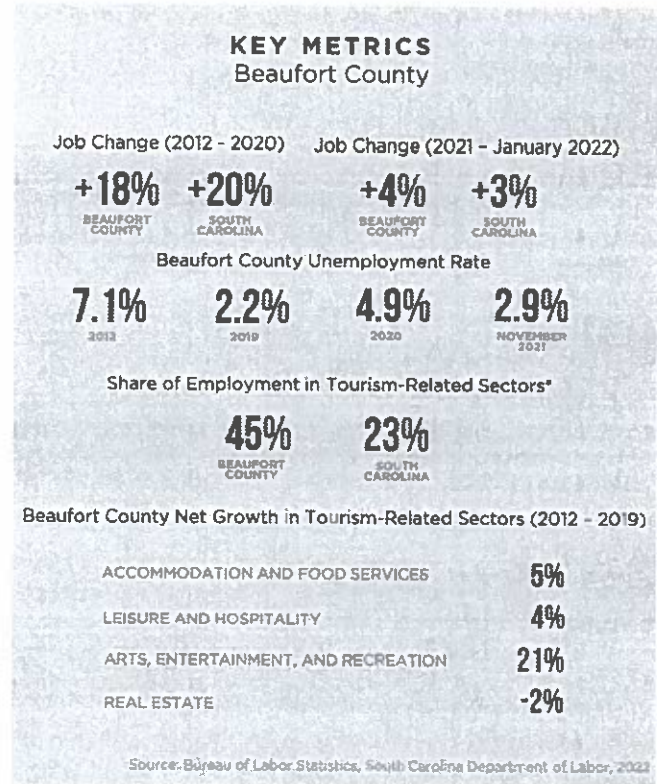 KEY METRICS
Beaufort County
Job Change (2012 - 2020) Job Change (2021 – January 2022)
+18% +20% +4% +3%
BEAUFORT COUNTY SOUTH CAROLINA BEAUFORT COUNTY SOUTH CAROLINA
Beaufort County Unemployment Rate
7.1% 2.2% 4.9% 2.9%
2012 2019 2020 NOVEMBER 2021
Share of Employment in Tourism-Related Sectors*
45% 23%
BEAUFORT COUNTY SOUTH CAROLINA
Beaufort County Net Growth in Tourism-Related Sectors (2012 - 2019)
ACCOMMODATION AND FOOD SERVICES 5%
LEISURE AND HOSPITALITY 4%
ARTS, ENTERTAINMENT, AND RECREATION 21%
REAL ESTATE -2%
Source: Bureau of Labor Statistics, South Carolina Department of Labor, 2022